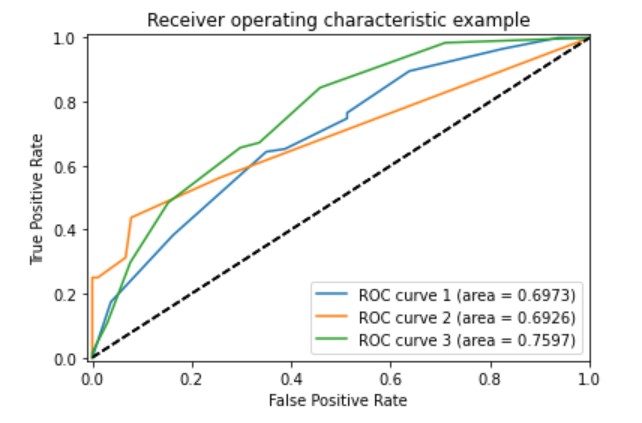 Receiver operating characteristic example
1.0
0.8
0.6
0.4
0.2
0.0
True Positive Rate
ROC curve 1 (area = 0.6973)
ROC curve 2 (area = 0.6926)
ROC curve 3 (area = 0.7597)
0.0 0.2 0.4 0.6 0.8 1.0
False Positive Rate